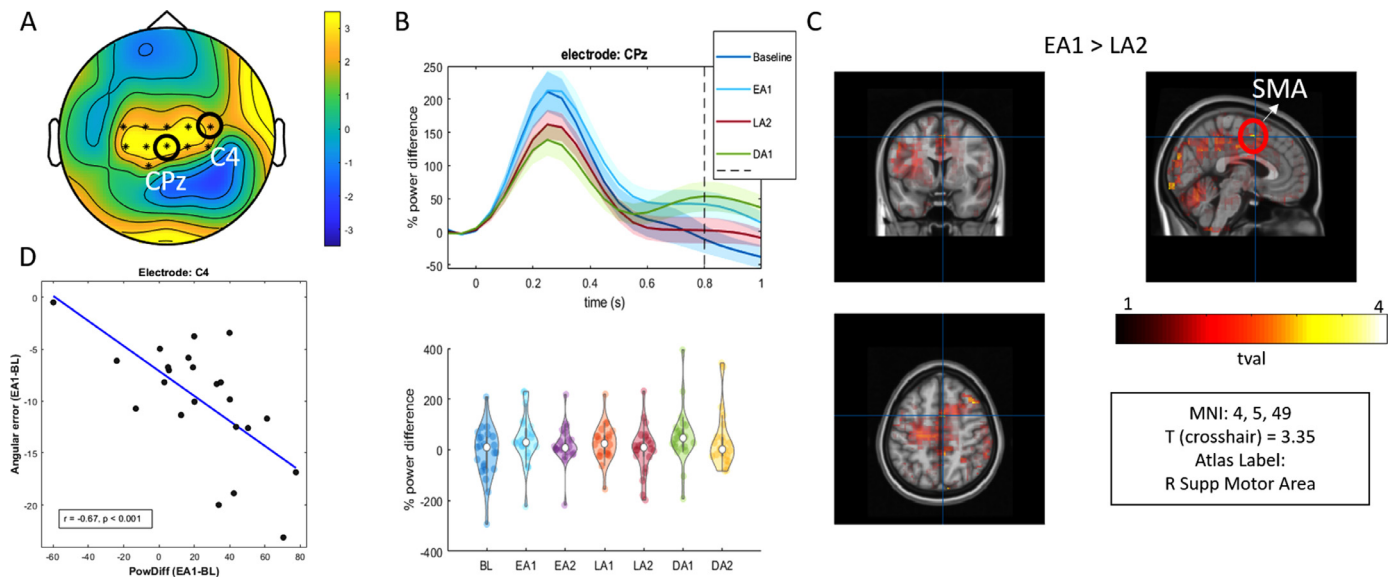 A
3
2
1
0
-1
-2
-3
C4
CPz
B
electrode: CPz
Baseline
EA1
LA2
DA1
% power difference
250
200
150
100
50
0
-50
0
0.2
0.4
0.6
0.8
1
time (s)
% power difference
400
200
0
-200
-400
BL
EA1
EA2
LA1
LA2
DA1
DA2
C
EA1 > LA2
SMA
1
4
tval
MNI: 4, 5, 49
T (crosshair) = 3.35
Atlas Label:
R Supp Motor Area
D
Electrode: C4
Angular error (EA1-BL)
0
-5
-10
-15
-20
r = -0.67, p < 0.001
-60
-40
-20
0
20
40
60
80
PowDiff (EA1-BL)